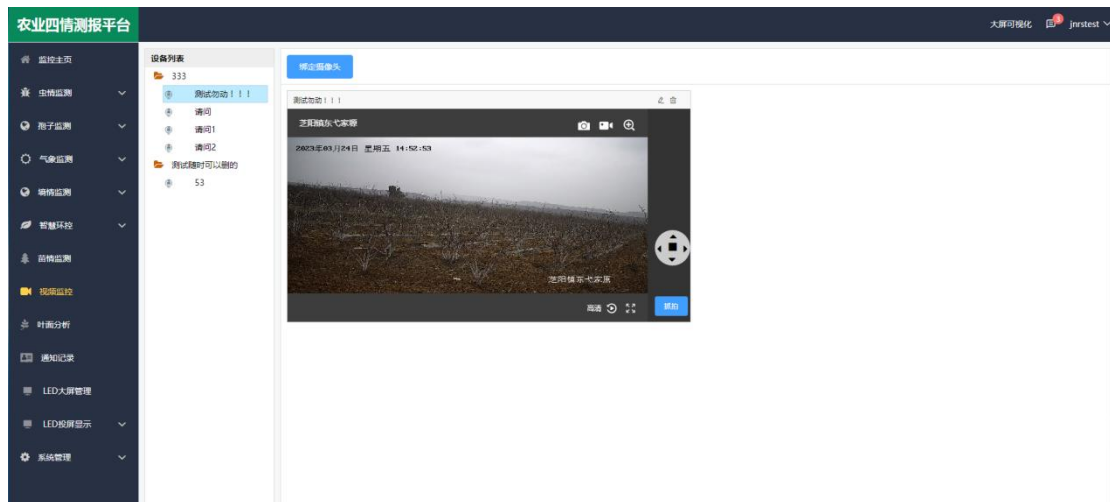 农业四情测报平台
大屏可视化
3
jnrstest
监控主页
虫情监测
孢子监测
气象监测
墒情监测
智慧环控
苗情监测
视频监控
叶面分析
通知记录
LED大屏管理
LED投屏显示
系统管理
设备列表
333
测试勿动！！！
请问
请问1
请问2
测试随时可以删的
53
绑定摄像头
测试勿动！！！
芝阳镇东弋家塬
2023年03月24日 星期五 14:52:53
芝阳镇东弋家塬
高清
抓拍